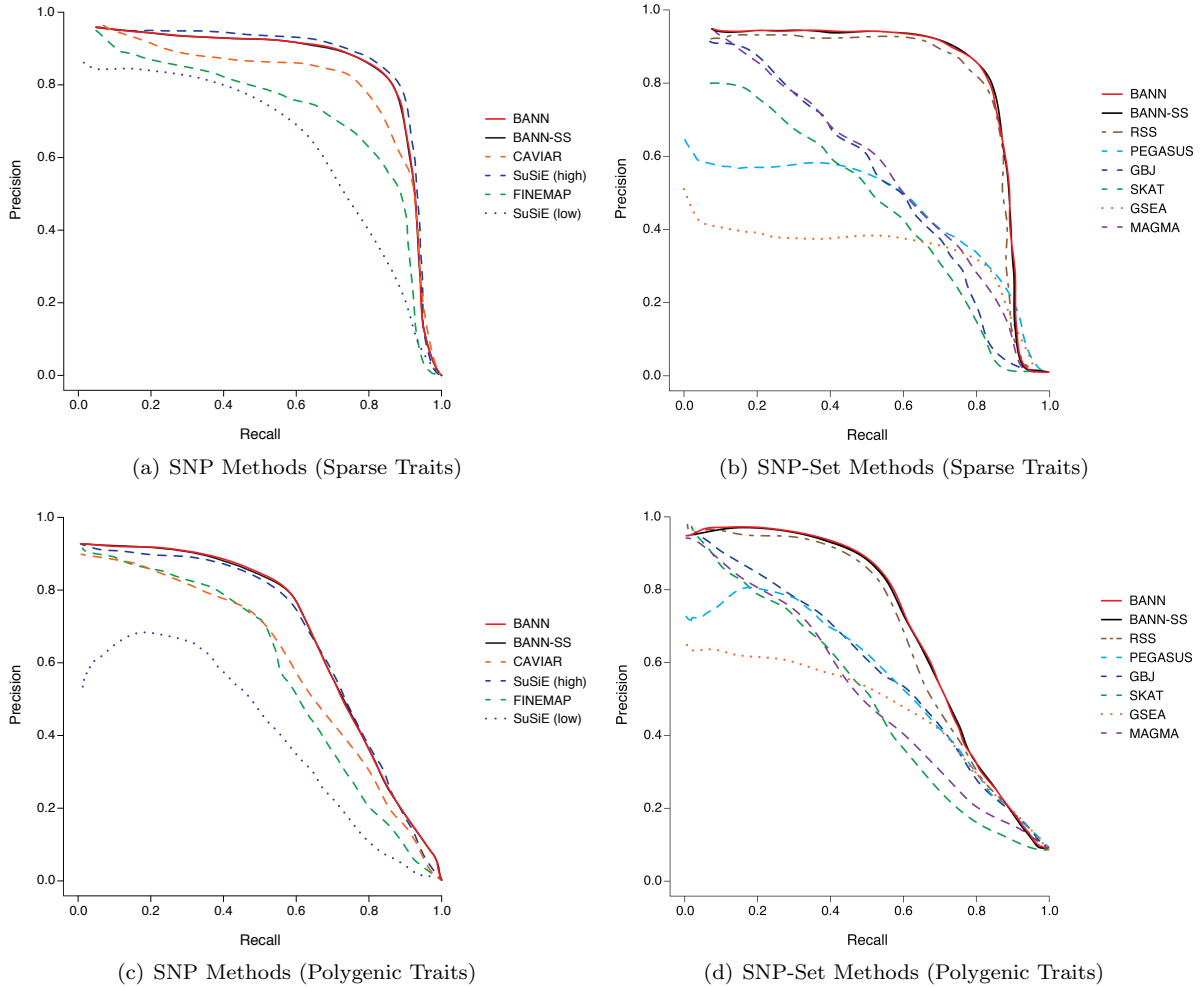 1.0
0.8
0.6
0.4
0.2
0.0
Precision
0.0 0.2 0.4 0.6 0.8 1.0
Recall
BANN
BANN-SS
CAVIAR
SuSiE (high)
FINEMAP
SuSiE (low)
(a) SNP Methods (Sparse Traits)
1.0
0.8
0.6
0.4
0.2
0.0
Precision
0.0 0.2 0.4 0.6 0.8 1.0
Recall
BANN
BANN-SS
RSS
PEGASUS
GBJ
SKAT
GSEA
MAGMA
(b) SNP-Set Methods (Sparse Traits)
1.0
0.8
0.6
0.4
0.2
0.0
Precision
0.0 0.2 0.4 0.6 0.8 1.0
Recall
BANN
BANN-SS
CAVIAR
SuSiE (high)
FINEMAP
SuSiE (low)
(c) SNP Methods (Polygenic Traits)
1.0
0.8
0.6
0.4
0.2
0.0
Precision
0.0 0.2 0.4 0.6 0.8 1.0
Recall
BANN
BANN-SS
RSS
PEGASUS
GBJ
SKAT
GSEA
MAGMA
(d) SNP-Set Methods (Polygenic Traits)